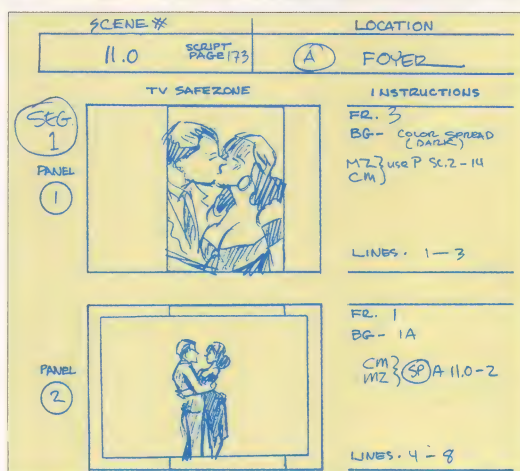 SCENE # LOCATION
11.0 SCRIPT PAGE 173 A FOYER
TV SAFEZONE INSTRUCTIONS
SEG. 1
PANEL
1
FR. 3
BG- COLOR SPREAD
(DARK)
MZ } use P SC.2-14
CM }
LINES. 1-3
PANEL
2
FR. 1
BG- 1A
CM } SP A 11.0-2
MZ }
LINES. 4-8